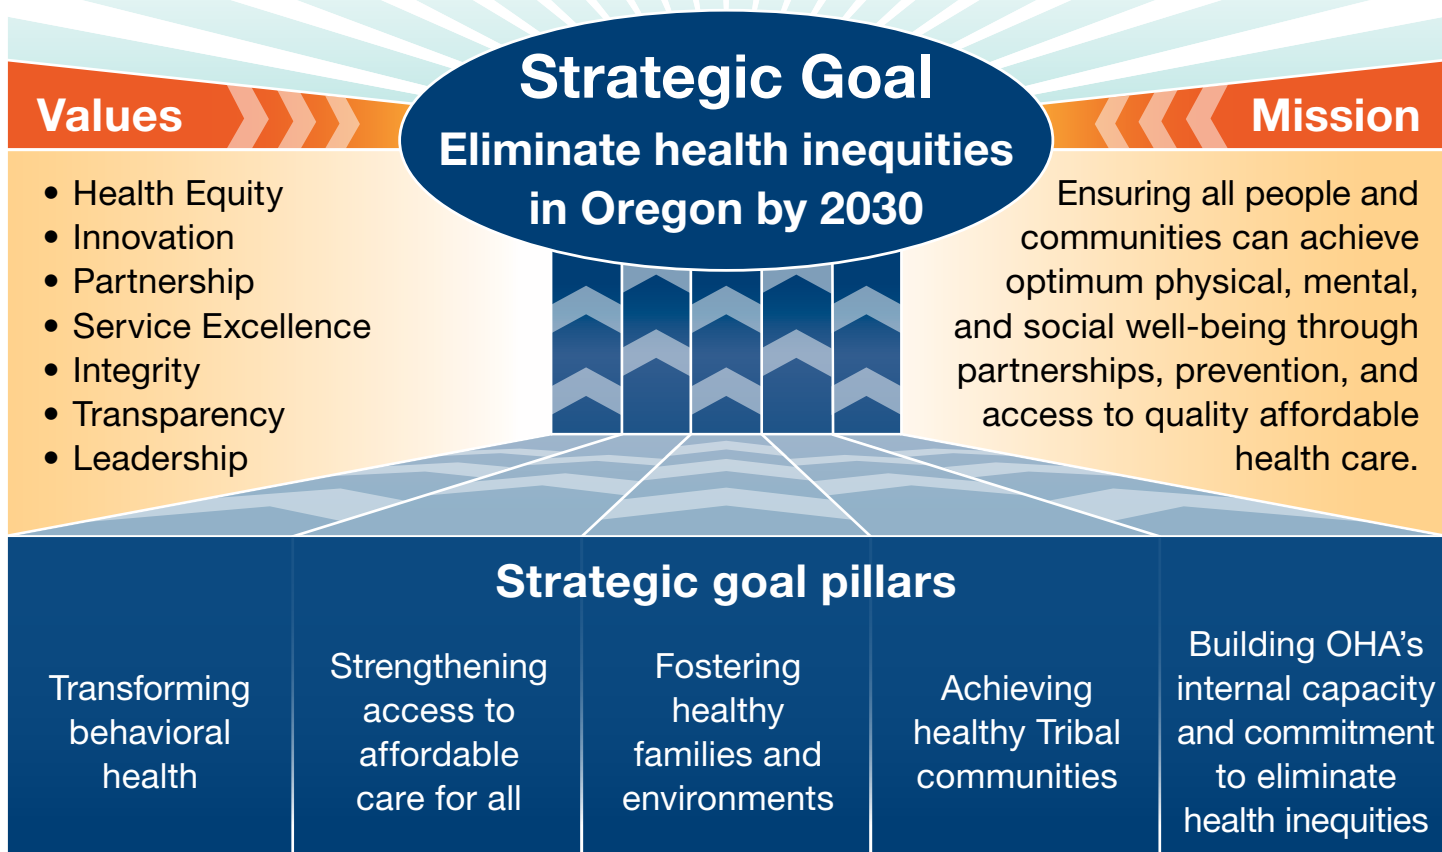 Strategic Goal
Eliminate health inequities
in Oregon by 2030
Values
• Health Equity
• Innovation
• Partnership
• Service Excellence
• Integrity
• Transparency
• Leadership
Mission
Ensuring all people and
communities can achieve
optimum physical, mental,
and social well-being through
partnerships, prevention, and
access to quality affordable
health care.
Strategic goal pillars
Transforming
behavioral
health
Strengthening
access to
affordable
care for all
Fostering
healthy
families and
environments
Achieving
healthy Tribal
communities
Building OHA’s
internal capacity
and commitment
to eliminate
health inequities